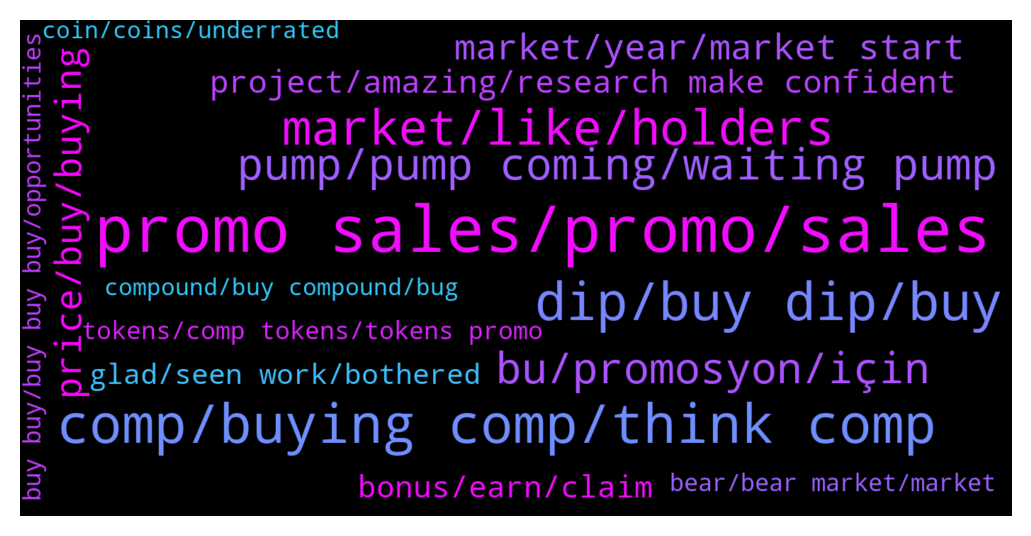 coin/coins/underrated
market/year/market start
project/amazing/research make confident
market/like/holders
pump/pump coming/waiting pump
promo sales/promo/sales
compound/buy compound/bug
dip/buy dip/buy
tokens/comp tokens/tokens promo
glad/seen work/bothered
bu/promosyon/için
comp/buying comp/think comp
bonus/earn/claim
bear/bear market/market
price/buy/buying
buy buy/buy buy buy/opportunities